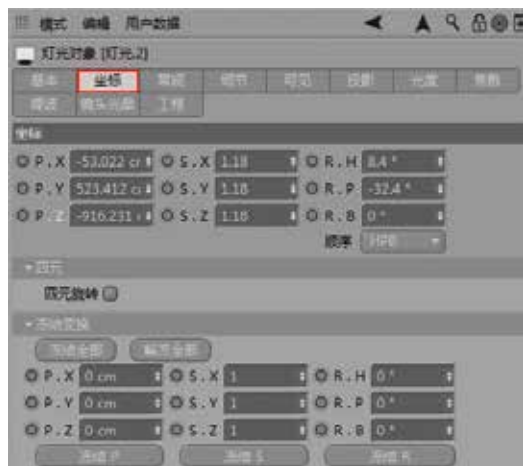 模式 编辑 用户数据
灯光对象 [灯光.2]
基本 坐标 常规 细节 可见 投影 光度 焦散
噪波 镜头光晕 工程
坐标
P . X -53.022 cm S . X 1.18 R . H 8.4 °
P . Y 523.412 cm S . Y 1.18 R . P -32.4 °
P . Z -916.231 S . Z 1.18 R . B 0 °
顺序 HPB
四元
四元旋转
冻结变换
冻结全部 解冻全部
P . X 0 cm S . X 1 R . H 0 °
P . Y 0 cm S . Y 1 R . P 0 °
P . Z 0 cm S . Z 1 R . B 0 °
冻结 P 冻结 S 冻结 R